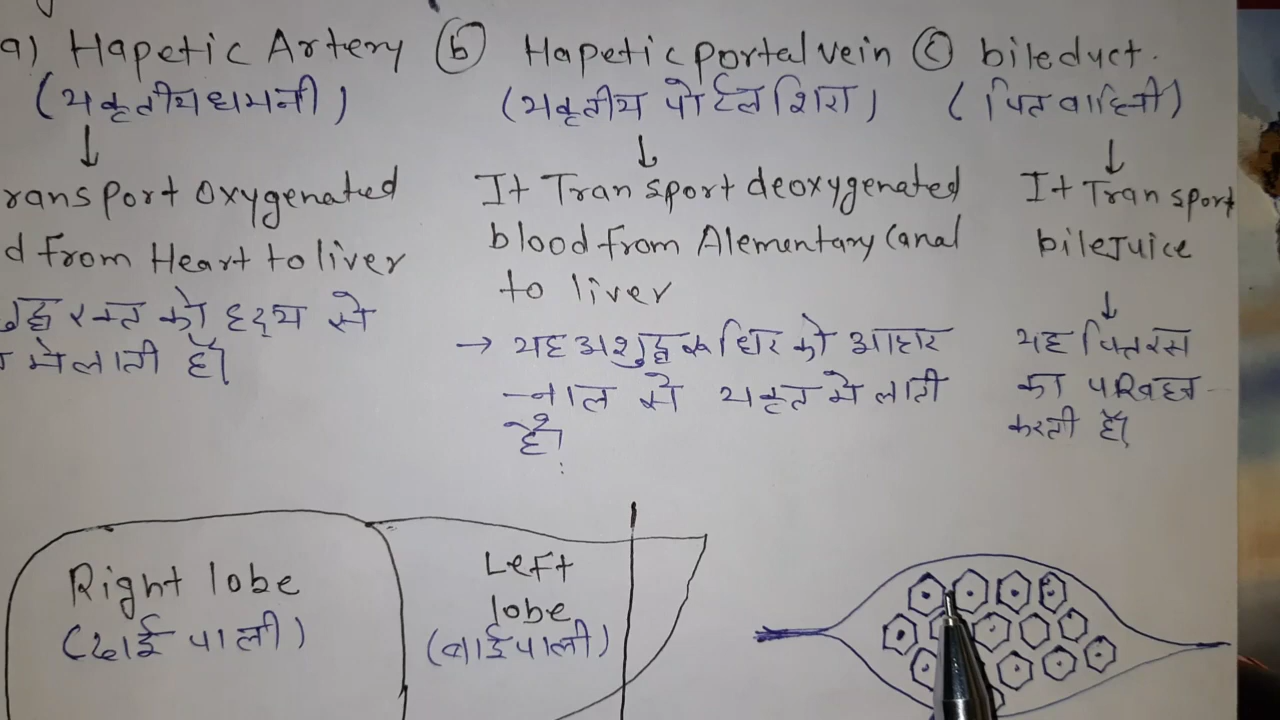 a) Hapetic Artery (b) Hapetic portal vein (c) bile duct.
(यकृतीय धमनी) (यकृतीय पोर्टल शिरा) (पित वाहिनी)
ransport Oxygenated
d from Heart to liver
शुद्ध रक्त को हृदय से
मे लाती है।
It Transport deoxygenated
blood from Alementary Canal
to liver
→ यह अशुद्ध रूधिर को आहार
-नाल से यकृत मे लाती
है।
It Transport
bile Juice
यह पितरस
का परिवहन
करती है।
Right lobe
(दाई पाली)
Left
lobe
(बाई पाली)